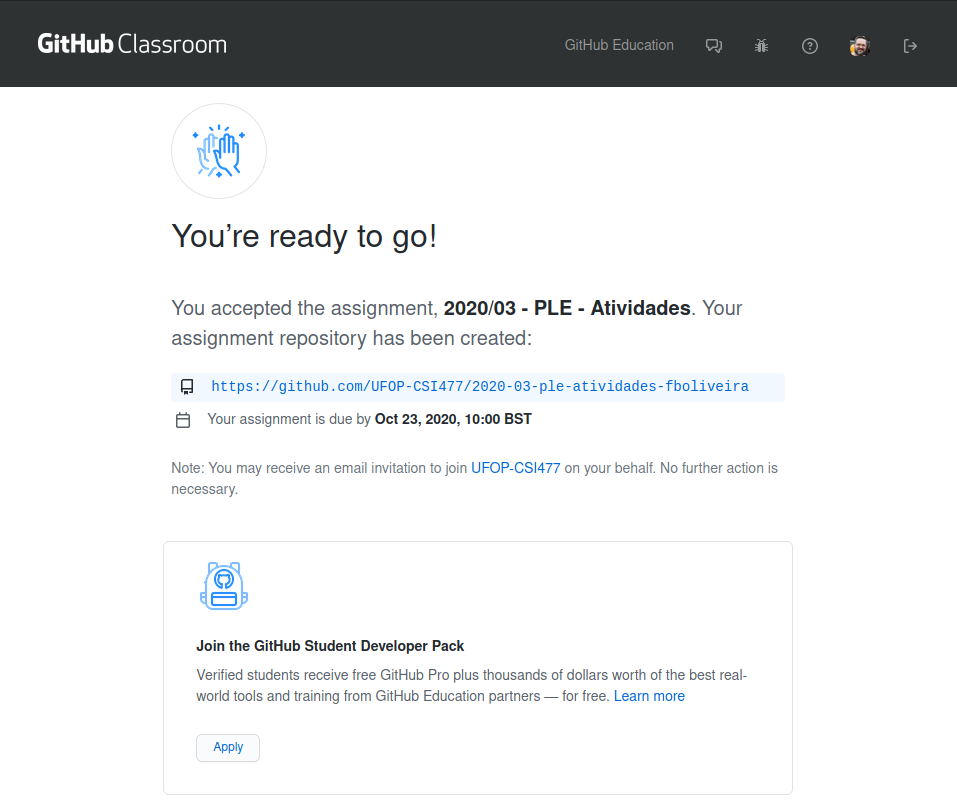 GitHub Classroom
GitHub Education
You’re ready to go!
You accepted the assignment, 2020/03 - PLE - Atividades. Your
assignment repository has been created:
https://github.com/UFOP-CSI477/2020-03-ple-atividades-fboliveira
Your assignment is due by Oct 23, 2020, 10:00 BST
Note: You may receive an email invitation to join UFOP-CSI477 on your behalf. No further action is
necessary.
Join the GitHub Student Developer Pack
Verified students receive free GitHub Pro plus thousands of dollars worth of the best real-
world tools and training from GitHub Education partners — for free. Learn more
Apply